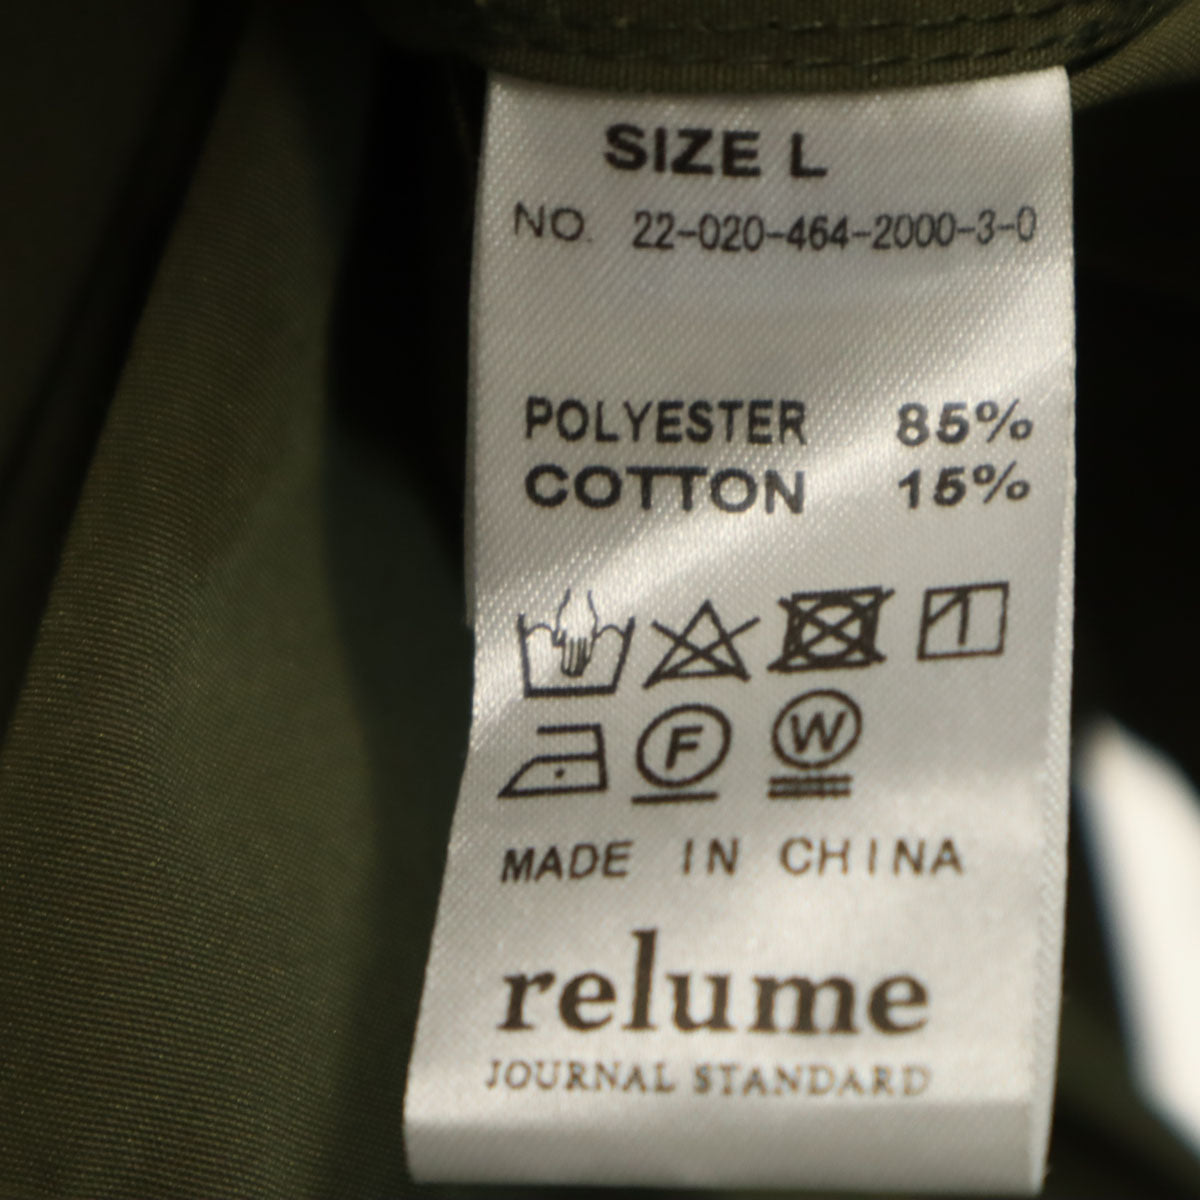 SIZE L
NO. 22-020-464-2000-3-0
POLYESTER 85%
COTTON 15%
F W
MADE IN CHINA
relume
JOURNAL STANDARD